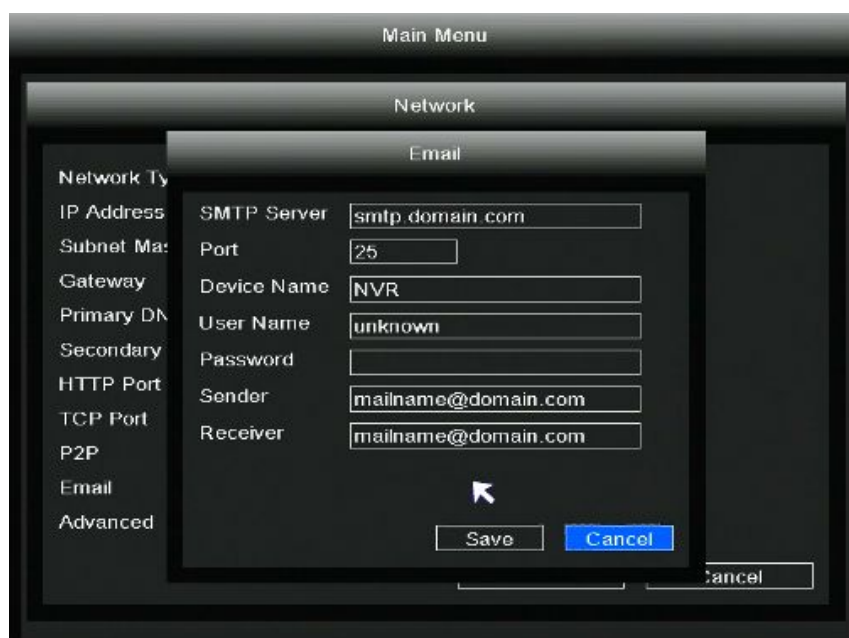 Main Menu
Network
Email
Network Ty
IP Address
Subnet Mas
Gateway
Primary DN
Secondary
HTTP Port
TCP Port
P2P
Email
Advanced
SMTP Server smtp.domain.com
Port 25
Device Name NVR
User Name unknown
Password
Sender mailname@domain.com
Receiver mailname@domain.com
Save Cancel
Cancel